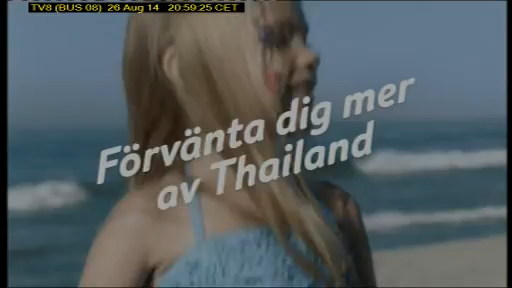 TV8 (BUS 08) 26 Aug 14 20:59:25 CET
Förvänta dig mer
av Thailand